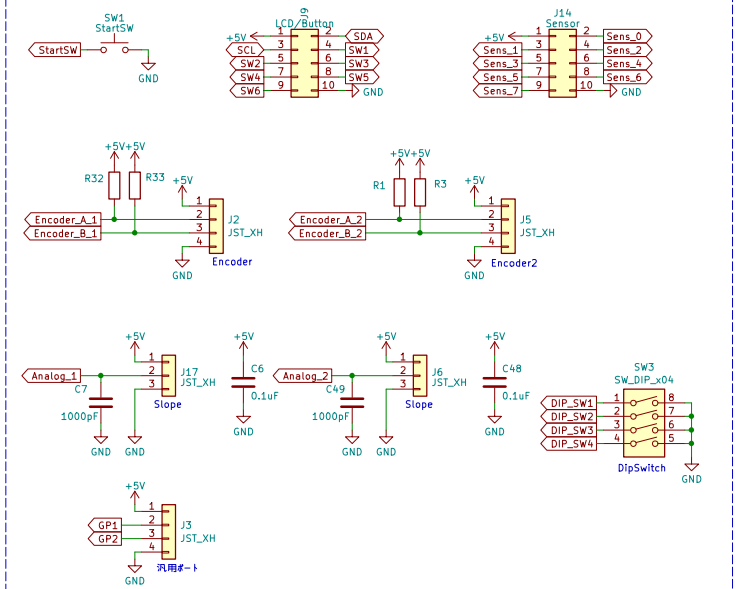 SW1
StartSW
StartSW
GND
J9
LCD/Button
+5V 1 2 SDA
SCL 3 4 SW1
SW2 5 6 SW3
SW4 7 8 SW5
SW6 9 10 GND
J14
Sensor
+5V 1 2 Sens_0
Sens_1 3 4 Sens_2
Sens_3 5 6 Sens_4
Sens_5 7 8 Sens_6
Sens_7 9 10 GND
+5V +5V
R32 R33
+5V
Encoder_A_1
Encoder_B_1
1
2
3
4
J2
JST_XH
GND
Encoder
+5V +5V
R1 R3
+5V
Encoder_A_2
Encoder_B_2
1
2
3
4
J5
JST_XH
GND
Encoder2
+5V
Analog_1
1
2
3
J17
JST_XH
Slope
C7
1000pF
GND GND
+5V
C6
0.1uF
GND
+5V
Analog_2
1
2
3
J6
JST_XH
Slope
C49
1000pF
GND GND
+5V
C48
0.1uF
GND
SW3
SW_DIP_x04
DIP_SW1 1 8
DIP_SW2 2 7
DIP_SW3 3 6
DIP_SW4 4 5
DipSwitch
GND
+5V
GP1
GP2
1
2
3
4
J3
JST_XH
GND
汎用ポート